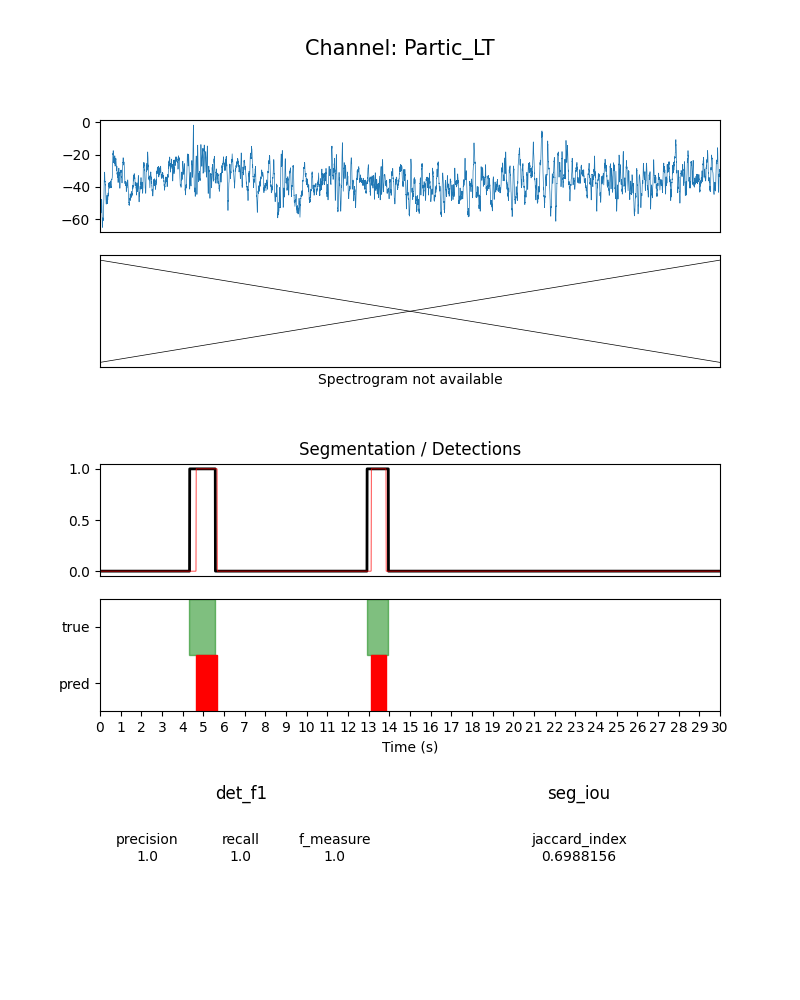 Channel: Partic_LT
0
−20
−40
−60
Spectrogram not available
Segmentation / Detections
1.0
0.5
0.0
true
pred
0 1 2 3 4 5 6 7 8 9 10 11 12 13 14 15 16 17 18 19 20 21 22 23 24 25 26 27 28 29 30
Time (s)
det_f1 seg_iou
precision recall f_measure jaccard_index
1.0 1.0 1.0 0.6988156